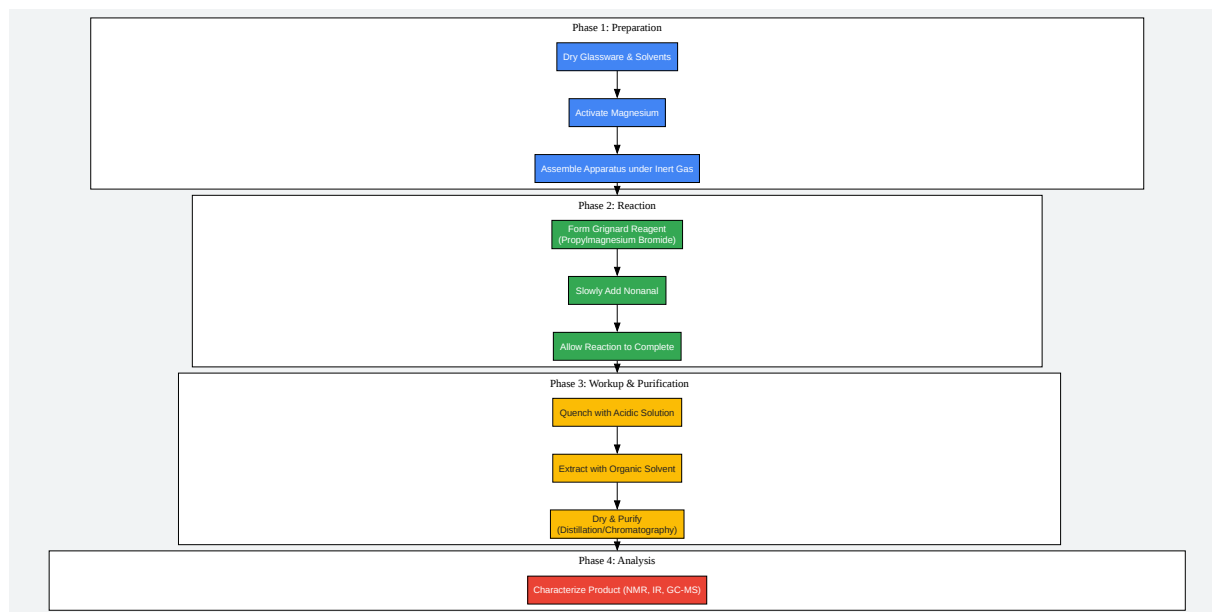 Phase 1: Preparation
Dry Glassware & Solvents
Activate Magnesium
Assemble Apparatus under Inert Gas
Phase 2: Reaction
Form Grignard Reagent
(Propylmagnesium Bromide)
Slowly Add Nonanal
Allow Reaction to Complete
Phase 3: Workup & Purification
Quench with Acidic Solution
Extract with Organic Solvent
Dry & Purify
(Distillation/Chromatography)
Phase 4: Analysis
Characterize Product (NMR, IR, GC-MS)